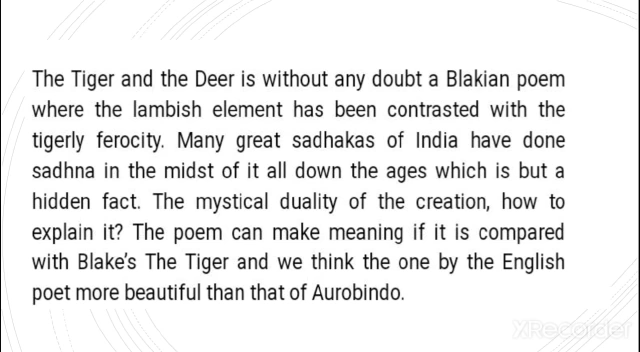 The Tiger and the Deer is without any doubt a Blakian poem
where the lambish element has been contrasted with the
tigerly ferocity. Many great sadhakas of India have done
sadhna in the midst of it all down the ages which is but a
hidden fact. The mystical duality of the creation, how to
explain it? The poem can make meaning if it is compared
with Blake's The Tiger and we think the one by the English
poet more beautiful than that of Aurobindo.
XRecorder